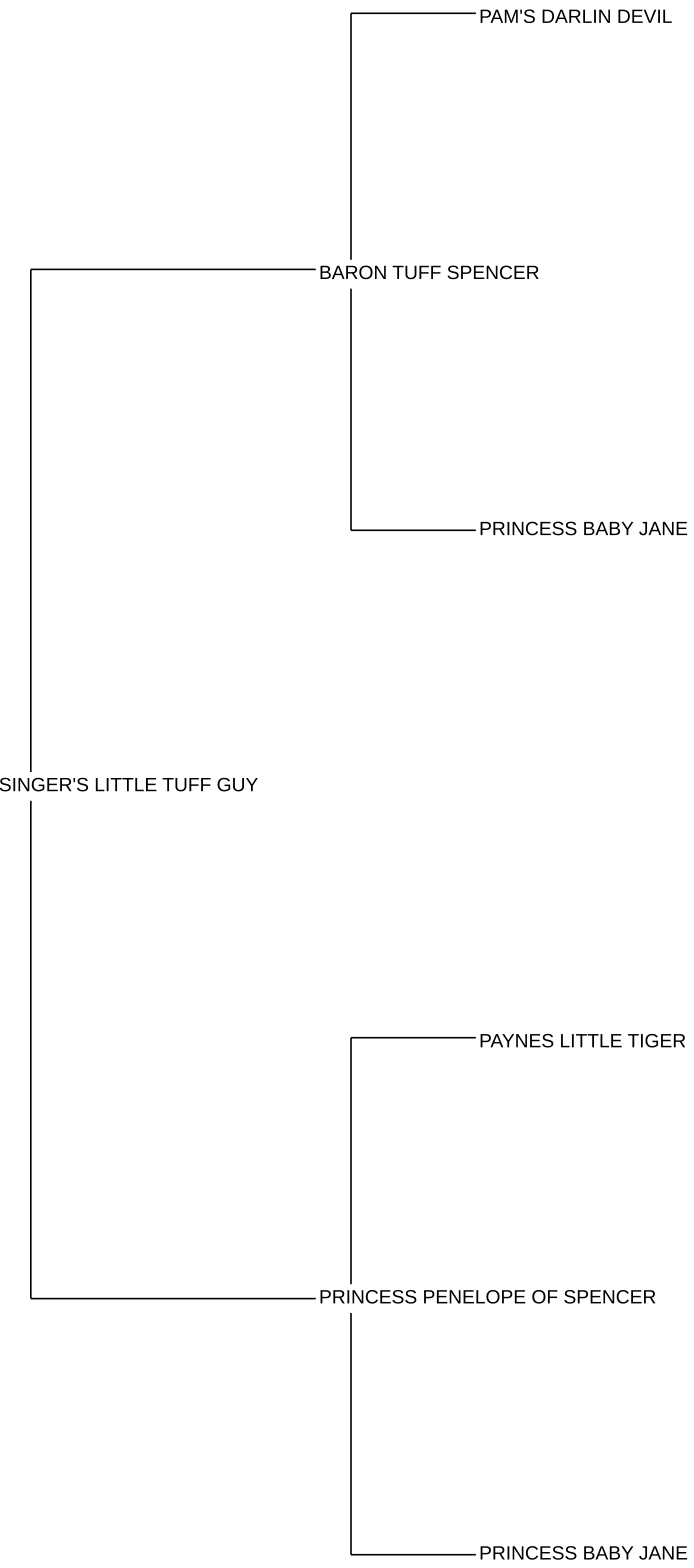 PAM'S DARLIN DEVIL
BARON TUFF SPENCER
PRINCESS BABY JANE
SINGER'S LITTLE TUFF GUY
PAYNES LITTLE TIGER
PRINCESS PENELOPE OF SPENCER
PRINCESS BABY JANE